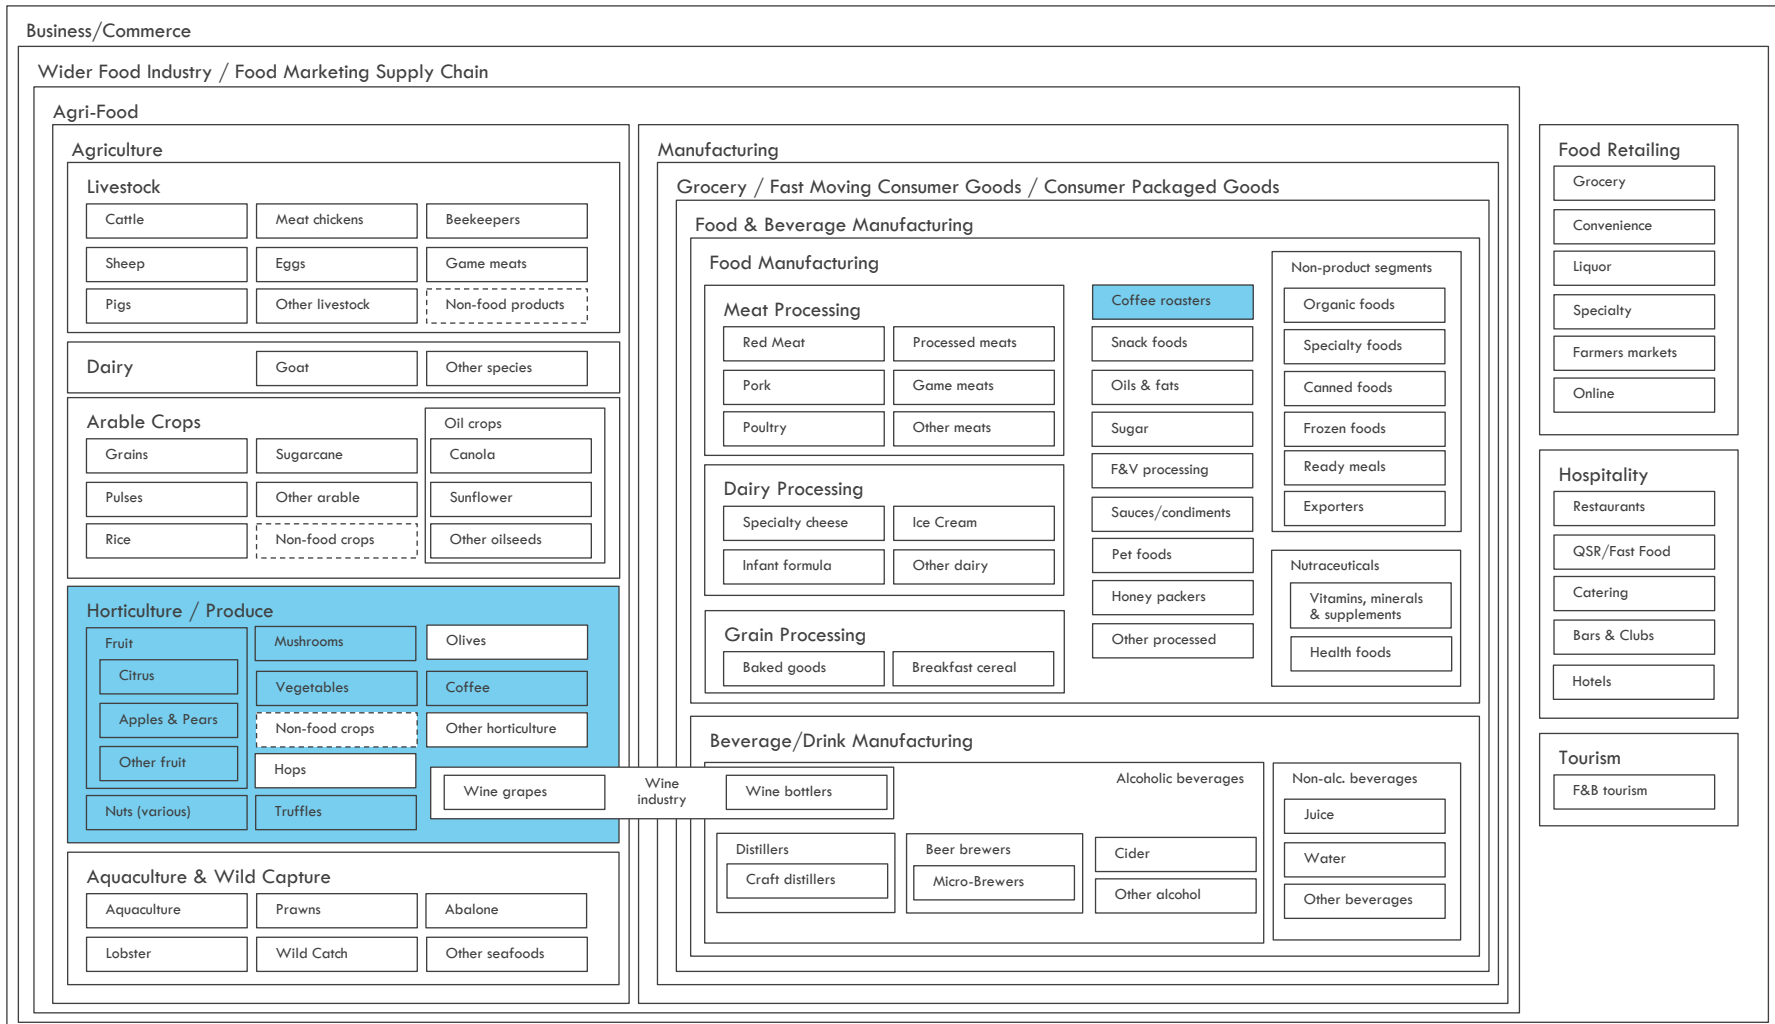 Business/Commerce
Wider Food Industry / Food Marketing Supply Chain
Agri-Food
Agriculture
Livestock
Cattle
Meat chickens
Beekeepers
Sheep
Eggs
Game meats
Pigs
Other livestock
Non-food products
Dairy
Goat
Other species
Arable Crops
Grains
Sugarcane
Pulses
Other arable
Rice
Non-food crops
Oil crops
Canola
Sunflower
Other oilseeds
Horticulture / Produce
Fruit
Citrus
Apples & Pears
Other fruit
Nuts (various)
Mushrooms
Vegetables
Non-food crops
Hops
Truffles
Olives
Coffee
Other horticulture
Wine grapes
Wine
industry
Wine bottlers
Aquaculture & Wild Capture
Aquaculture
Prawns
Abalone
Lobster
Wild Catch
Other seafoods
Manufacturing
Grocery / Fast Moving Consumer Goods / Consumer Packaged Goods
Food & Beverage Manufacturing
Food Manufacturing
Meat Processing
Red Meat
Processed meats
Pork
Game meats
Poultry
Other meats
Dairy Processing
Specialty cheese
Ice Cream
Infant formula
Other dairy
Grain Processing
Baked goods
Breakfast cereal
Coffee roasters
Snack foods
Oils & fats
Sugar
F&V processing
Sauces/condiments
Pet foods
Honey packers
Other processed
Non-product segments
Organic foods
Specialty foods
Canned foods
Frozen foods
Ready meals
Exporters
Nutraceuticals
Vitamins, minerals
& supplements
Health foods
Beverage/Drink Manufacturing
Alcoholic beverages
Distillers
Craft distillers
Beer brewers
Micro-Brewers
Cider
Other alcohol
Non-alc. beverages
Juice
Water
Other beverages
Food Retailing
Grocery
Convenience
Liquor
Specialty
Farmers markets
Online
Hospitality
Restaurants
QSR/Fast Food
Catering
Bars & Clubs
Hotels
Tourism
F&B tourism